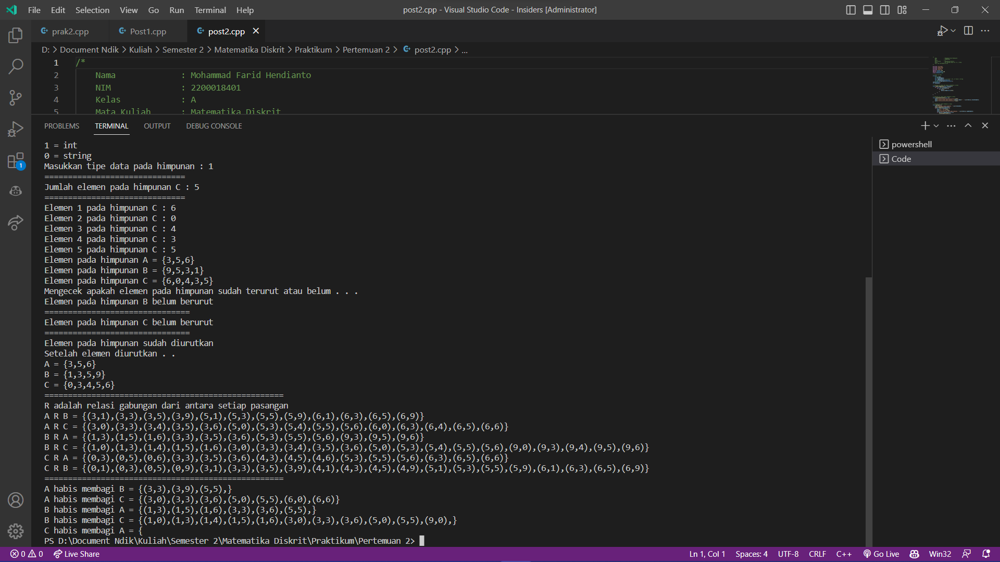 File Edit Selection View Go Run Terminal Help
post2.cpp - Visual Studio Code - Insiders [Administrator]
prak2.cpp
Post1.cpp
post2.cpp
D: > Document Ndik > Kuliah > Semester 2 > Matematika Diskrit > Praktikum > Pertemuan 2 > post2.cpp > ...
1 /*
2 Nama : Mohammad Farid Hendianto
3 NIM : 2200018401
4 Kelas : A
5 Mata Kuliah : Matematika Diskrit
PROBLEMS TERMINAL OUTPUT DEBUG CONSOLE
powershell
Code
1
1 = int
0 = string
Masukkan tipe data pada himpunan : 1
==============================
Jumlah elemen pada himpunan C : 5
==============================
Elemen 1 pada himpunan C : 6
Elemen 2 pada himpunan C : 0
Elemen 3 pada himpunan C : 4
Elemen 4 pada himpunan C : 3
Elemen 5 pada himpunan C : 5
Elemen pada himpunan A = {3,5,6}
Elemen pada himpunan B = {9,5,3,1}
Elemen pada himpunan C = {6,0,4,3,5}
Mengecek apakah elemen pada himpunan sudah terurut atau belum . . .
Elemen pada himpunan B belum berurut
===============================
Elemen pada himpunan C belum berurut
===============================
Elemen pada himpunan sudah diurutkan
Setelah elemen diurutkan . .
A = {3,5,6}
B = {1,3,5,9}
C = {0,3,4,5,6}
===================================================
R adalah relasi gabungan dari antara setiap pasangan
A R B = {(3,1),(3,3),(3,5),(3,9),(5,1),(5,3),(5,5),(5,9),(6,1),(6,3),(6,5),(6,9)}
A R C = {(3,0),(3,3),(3,4),(3,5),(3,6),(5,0),(5,3),(5,4),(5,5),(5,6),(6,0),(6,3),(6,4),(6,5),(6,6)}
B R A = {(1,3),(1,5),(1,6),(3,3),(3,5),(3,6),(5,3),(5,5),(5,6),(9,3),(9,5),(9,6)}
B R C = {(1,0),(1,3),(1,4),(1,5),(1,6),(3,0),(3,3),(3,4),(3,5),(3,6),(5,0),(5,3),(5,4),(5,5),(5,6),(9,0),(9,3),(9,4),(9,5),(9,6)}
C R A = {(0,3),(0,5),(0,6),(3,3),(3,5),(3,6),(4,3),(4,5),(4,6),(5,3),(5,5),(5,6),(6,3),(6,5),(6,6)}
C R B = {(0,1),(0,3),(0,5),(0,9),(3,1),(3,3),(3,5),(3,9),(4,1),(4,3),(4,5),(4,9),(5,1),(5,3),(5,5),(5,9),(6,1),(6,3),(6,5),(6,9)}
===================================================
A habis membagi B = {(3,3),(3,9),(5,5),}
A habis membagi C = {(3,0),(3,3),(3,6),(5,0),(5,5),(6,0),(6,6)}
B habis membagi A = {(1,3),(1,5),(1,6),(3,3),(3,6),(5,5),}
B habis membagi C = {(1,0),(1,3),(1,4),(1,5),(1,6),(3,0),(3,3),(3,6),(5,0),(5,5),(9,0),}
C habis membagi A = {
PS D:\Document Ndik\Kuliah\Semester 2\Matematika Diskrit\Praktikum\Pertemuan 2>
0 0 Live Share
Ln 1, Col 1 Spaces: 4 UTF-8 CRLF C++ Go Live Win32